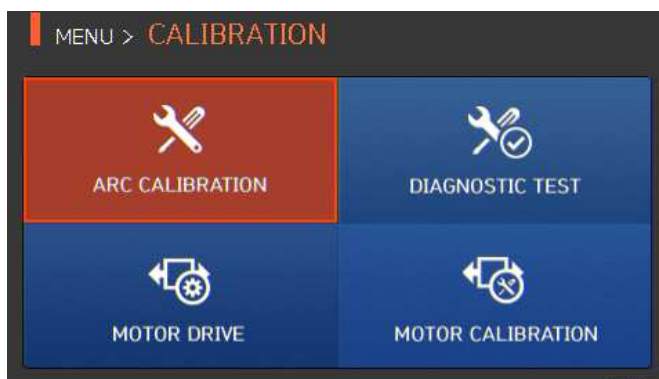 MENU > CALIBRATION
ARC CALIBRATION
DIAGNOSTIC TEST
MOTOR DRIVE
MOTOR CALIBRATION